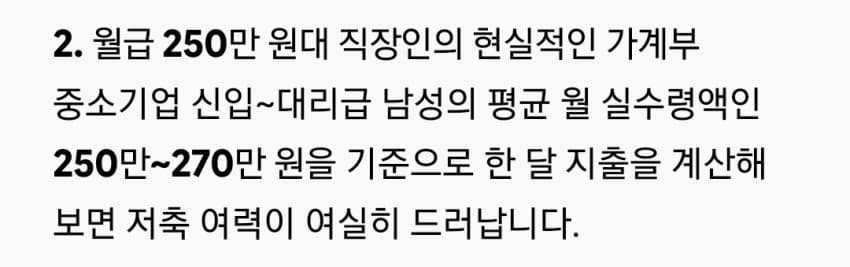 2. 월급 250만 원대 직장인의 현실적인 가계부
중소기업 신입~대리급 남성의 평균 월 실수령액인
250만~270만 원을 기준으로 한 달 지출을 계산해
보면 저축 여력이 여실히 드러납니다.